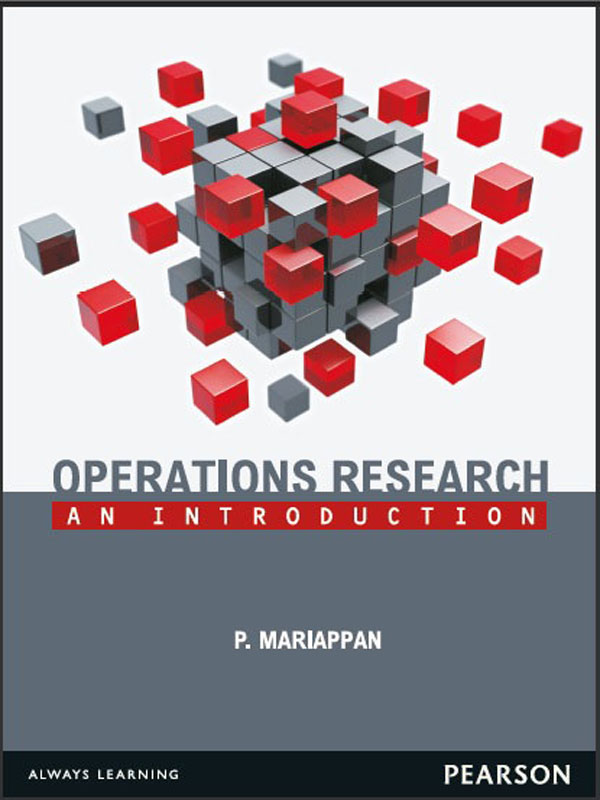 OPERATIONS RESEARCH
AN INTRODUCTION
P. MARIAPPAN
ALWAYS LEARNING
PEARSON